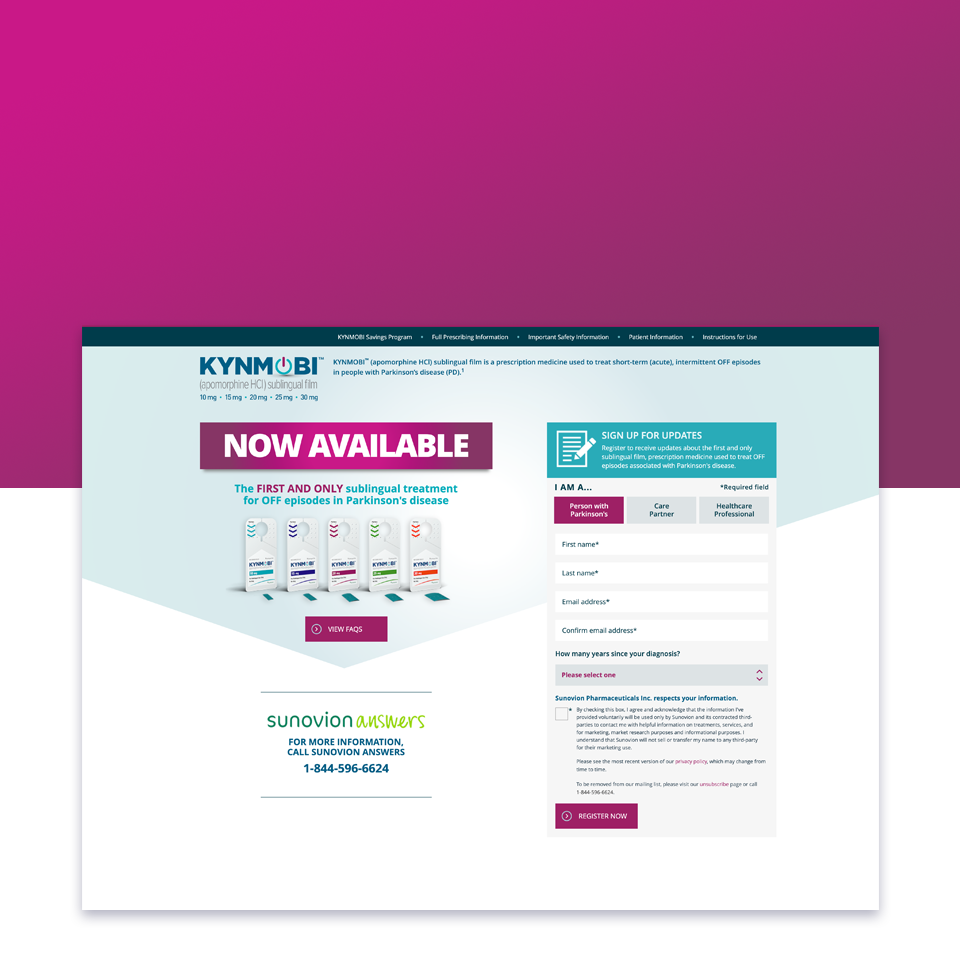 KYNMOBI Savings Program • Full Prescribing Information • Important Safety Information • Patient Information • Instructions for Use
KYNMOBI™
(apomorphine HCl) sublingual film
10 mg • 15 mg • 20 mg • 25 mg • 30 mg
KYNMOBI™ (apomorphine HCl) sublingual film is a prescription medicine used to treat short-term (acute), intermittent OFF episodes
in people with Parkinson's disease (PD).¹
NOW AVAILABLE
The FIRST AND ONLY sublingual treatment
for OFF episodes in Parkinson's disease
KYNMOBI
KYNMOBI
KYNMOBI
KYNMOBI
KYNMOBI
VIEW FAQS
sunovion answers
FOR MORE INFORMATION,
CALL SUNOVION ANSWERS
1-844-596-6624
SIGN UP FOR UPDATES
Register to receive updates about the first and only
sublingual film, prescription medicine used to treat OFF
episodes associated with Parkinson's disease.
I AM A...
*Required field
Person with
Parkinson's
Care
Partner
Healthcare
Professional
First name*
Last name*
Email address*
Confirm email address*
How many years since your diagnosis?
Please select one
Sunovion Pharmaceuticals Inc. respects your information.
* By checking this box, I agree and acknowledge that the information I've
provided voluntarily will be used only by Sunovion and its contracted third-
parties to contact me with helpful information on treatments, services, and
for marketing, market research purposes and informational purposes. I
understand that Sunovion will not sell or transfer my name to any third-party
for their marketing use.
Please see the most recent version of our privacy policy, which may change from
time to time.
To be removed from our mailing list, please visit our unsubscribe page or call
1-844-596-6624.
REGISTER NOW